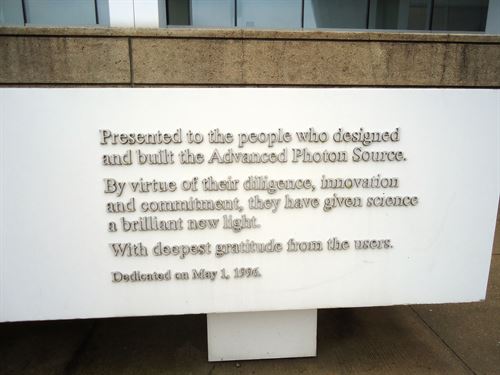 Presented to the people who designed
and built the Advanced Photon Source.
By virtue of their diligence, innovation
and commitment, they have given science
a brilliant new light.
With deepest gratitude from the users.
Dedicated on May 1, 1996.